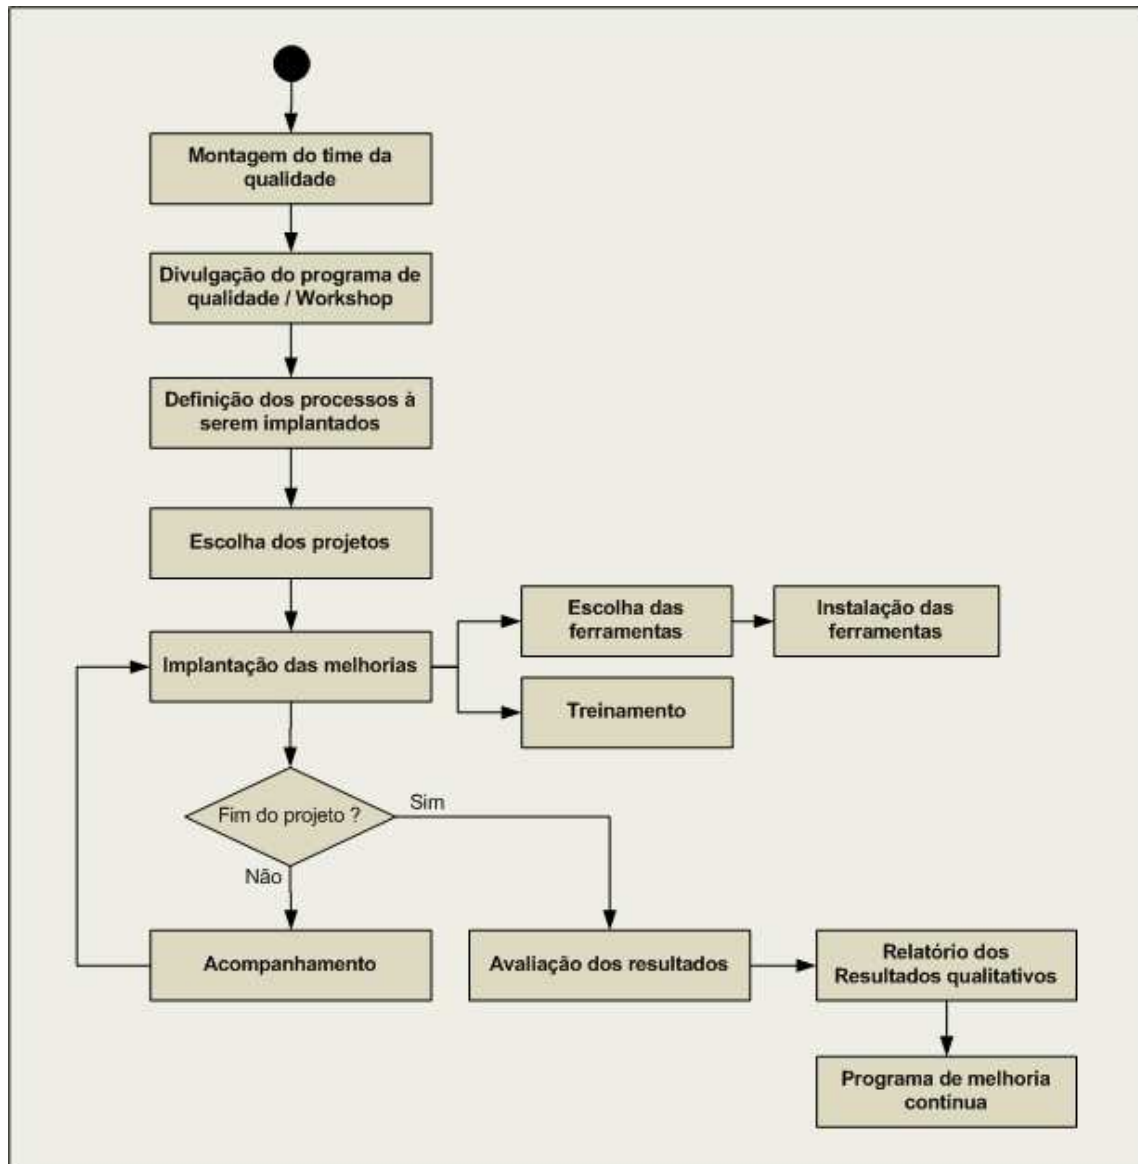 Montagem do time da
qualidade
Divulgação do programa de
qualidade / Workshop
Definição dos processos à
serem implantados
Escolha dos projetos
Implantação das melhorias
Escolha das
ferramentas
Instalação das
ferramentas
Treinamento
Fim do projeto ?
Sim
Não
Acompanhamento
Avaliação dos resultados
Relatório dos
Resultados qualitativos
Programa de melhoria
continua